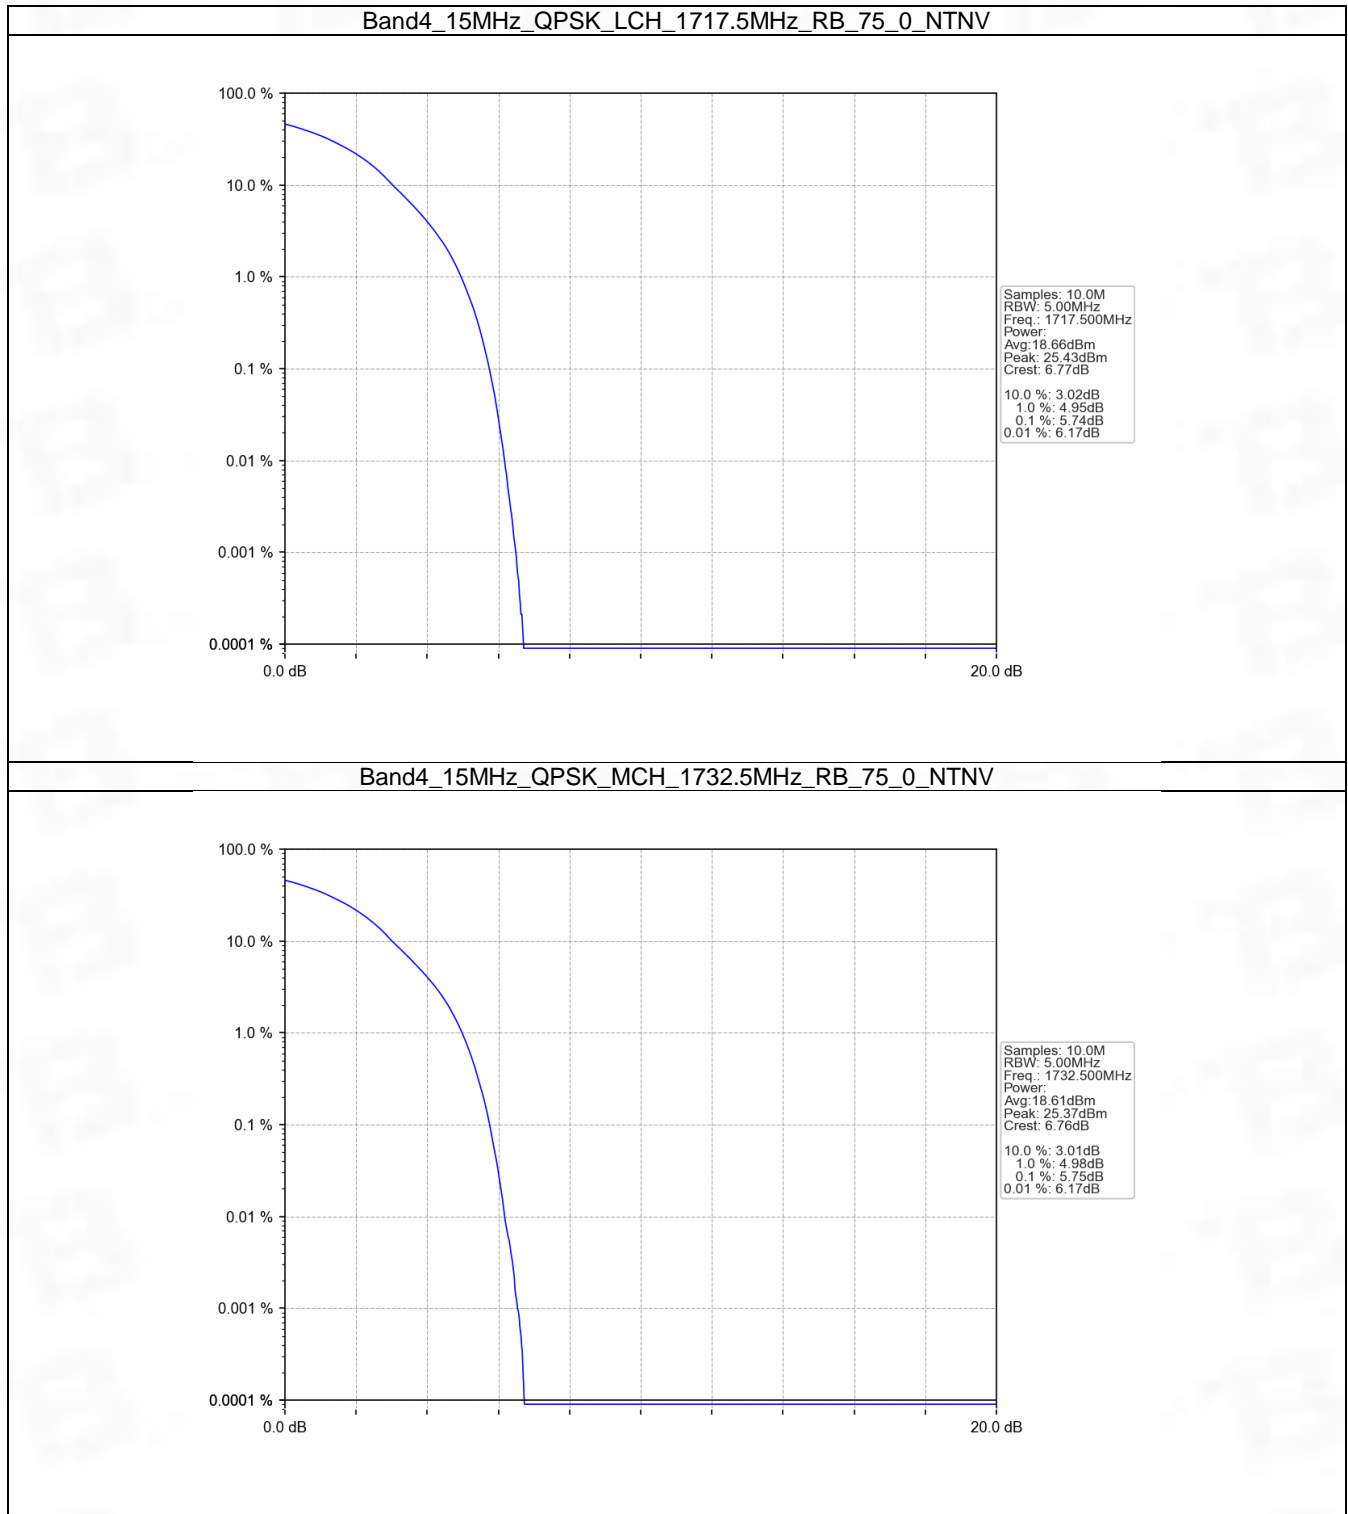 Band4_15MHz_QPSK_LCH_1717.5MHz_RB_75_0_NTNV
100.0 %
10.0 %
1.0 %
0.1 %
0.01 %
0.001 %
0.0001 %
0.0 dB
20.0 dB
Samples: 10.0M
RBW: 5.00MHz
Freq.: 1717.500MHz
Power:
Avg:18.66dBm
Peak: 25.43dBm
Crest: 6.77dB
10.0 %: 3.02dB
1.0 %: 4.95dB
0.1 %: 5.74dB
0.01 %: 6.17dB
Band4_15MHz_QPSK_MCH_1732.5MHz_RB_75_0_NTNV
100.0 %
10.0 %
1.0 %
0.1 %
0.01 %
0.001 %
0.0001 %
0.0 dB
20.0 dB
Samples: 10.0M
RBW: 5.00MHz
Freq.: 1732.500MHz
Power:
Avg:18.61dBm
Peak: 25.37dBm
Crest: 6.76dB
10.0 %: 3.01dB
1.0 %: 4.98dB
0.1 %: 5.75dB
0.01 %: 6.17dB